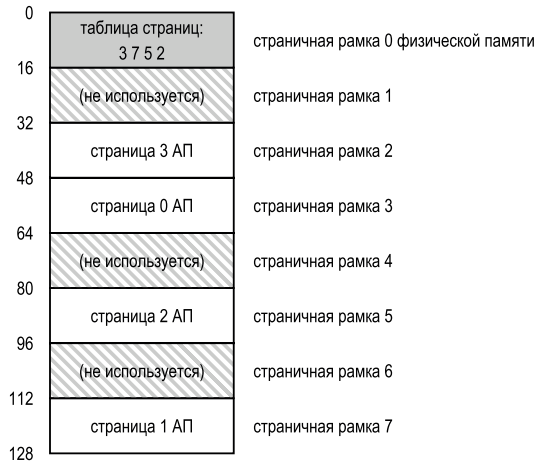 0
таблица страниц:
3 7 5 2
страничная рамка 0 физической памяти
16
(не используется)
страничная рамка 1
32
страница 3 АП
страничная рамка 2
48
страница 0 АП
страничная рамка 3
64
(не используется)
страничная рамка 4
80
страница 2 АП
страничная рамка 5
96
(не используется)
страничная рамка 6
112
страница 1 АП
страничная рамка 7
128